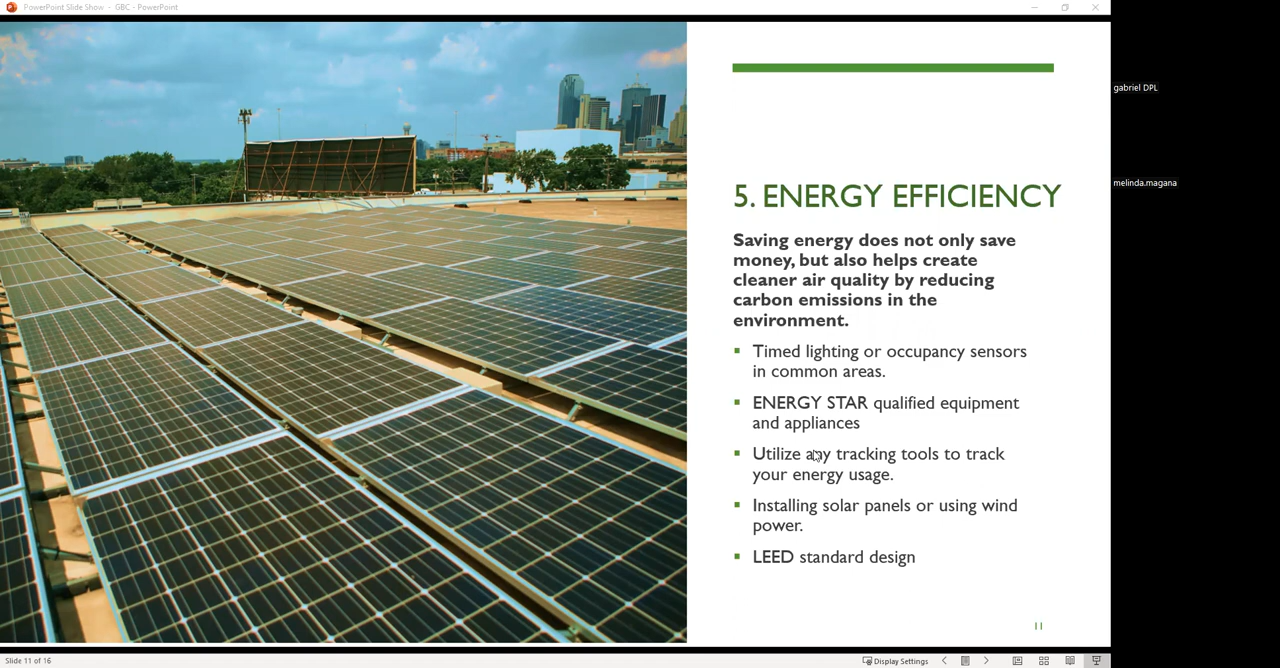 PowerPoint Slide Show - GBC - PowerPoint
gabriel DPL
melinda.magana
5. ENERGY EFFICIENCY
Saving energy does not only save
money, but also helps create
cleaner air quality by reducing
carbon emissions in the
environment.
Timed lighting or occupancy sensors
in common areas.
ENERGY STAR qualified equipment
and appliances
Utilize any tracking tools to track
your energy usage.
Installing solar panels or using wind
power.
LEED standard design
11
Slide 11 of 16
Display Settings